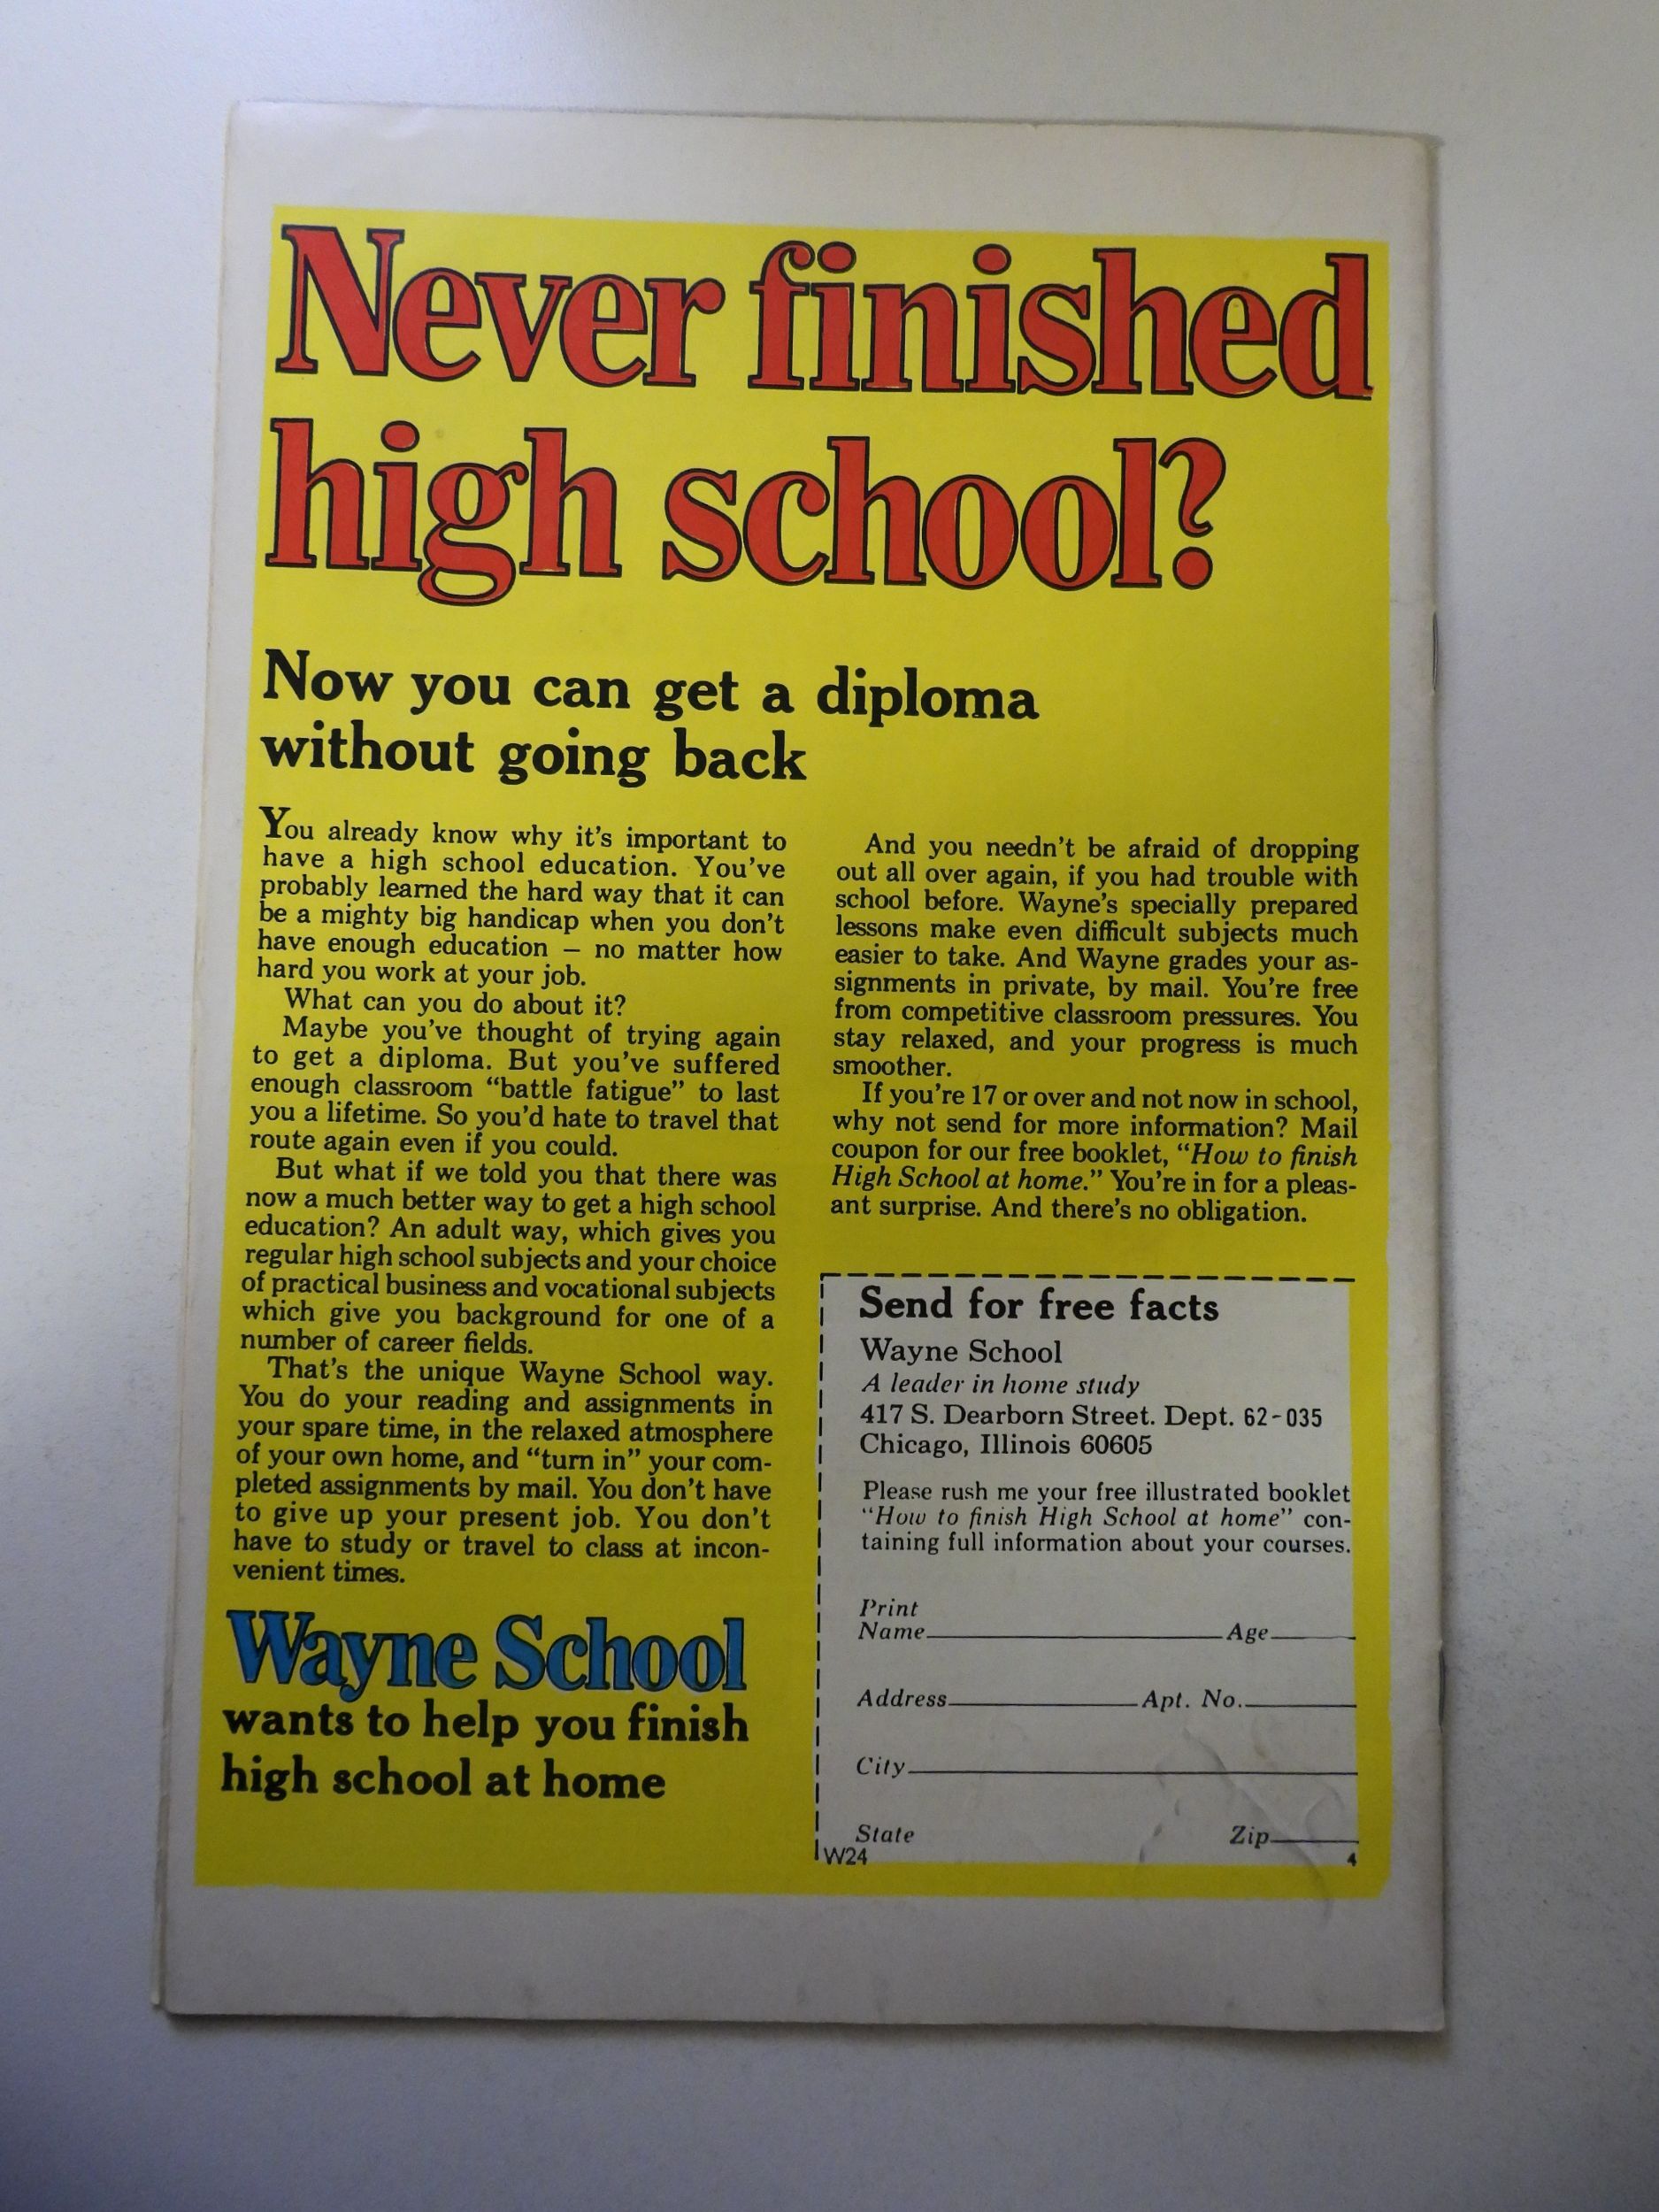 Never finished
high school?
Now you can get a diploma
without going back
You already know why it's important to
have a high school education. You've
probably learned the hard way that it can
be a mighty big handicap when you don't
have enough education – no matter how
hard you work at your job.
What can you do about it?
Maybe you've thought of trying again
to get a diploma. But you've suffered
enough classroom “battle fatigue” to last
you a lifetime. So you'd hate to travel that
route again even if you could.
But what if we told you that there was
now a much better way to get a high school
education? An adult way, which gives you
regular high school subjects and your choice
of practical business and vocational subjects
which give you background for one of a
number of career fields.
That's the unique Wayne School way.
You do your reading and assignments in
your spare time, in the relaxed atmosphere
of your own home, and “turn in” your com-
pleted assignments by mail. You don't have
to give up your present job. You don't
have to study or travel to class at incon-
venient times.
Wayne School
wants to help you finish
high school at home
And you needn't be afraid of dropping
out all over again, if you had trouble with
school before. Wayne's specially prepared
lessons make even difficult subjects much
easier to take. And Wayne grades your as-
signments in private, by mail. You're free
from competitive classroom pressures. You
stay relaxed, and your progress is much
smoother.
If you're 17 or over and not now in school,
why not send for more information? Mail
coupon for our free booklet, “How to finish
High School at home.” You're in for a pleas-
ant surprise. And there's no obligation.
Send for free facts
Wayne School
A leader in home study
417 S. Dearborn Street. Dept. 62-035
Chicago, Illinois 60605
Please rush me your free illustrated booklet
“How to finish High School at home” con-
taining full information about your courses.
Print
Name Age
Address Apt. No.
City
State Zip
W24 4